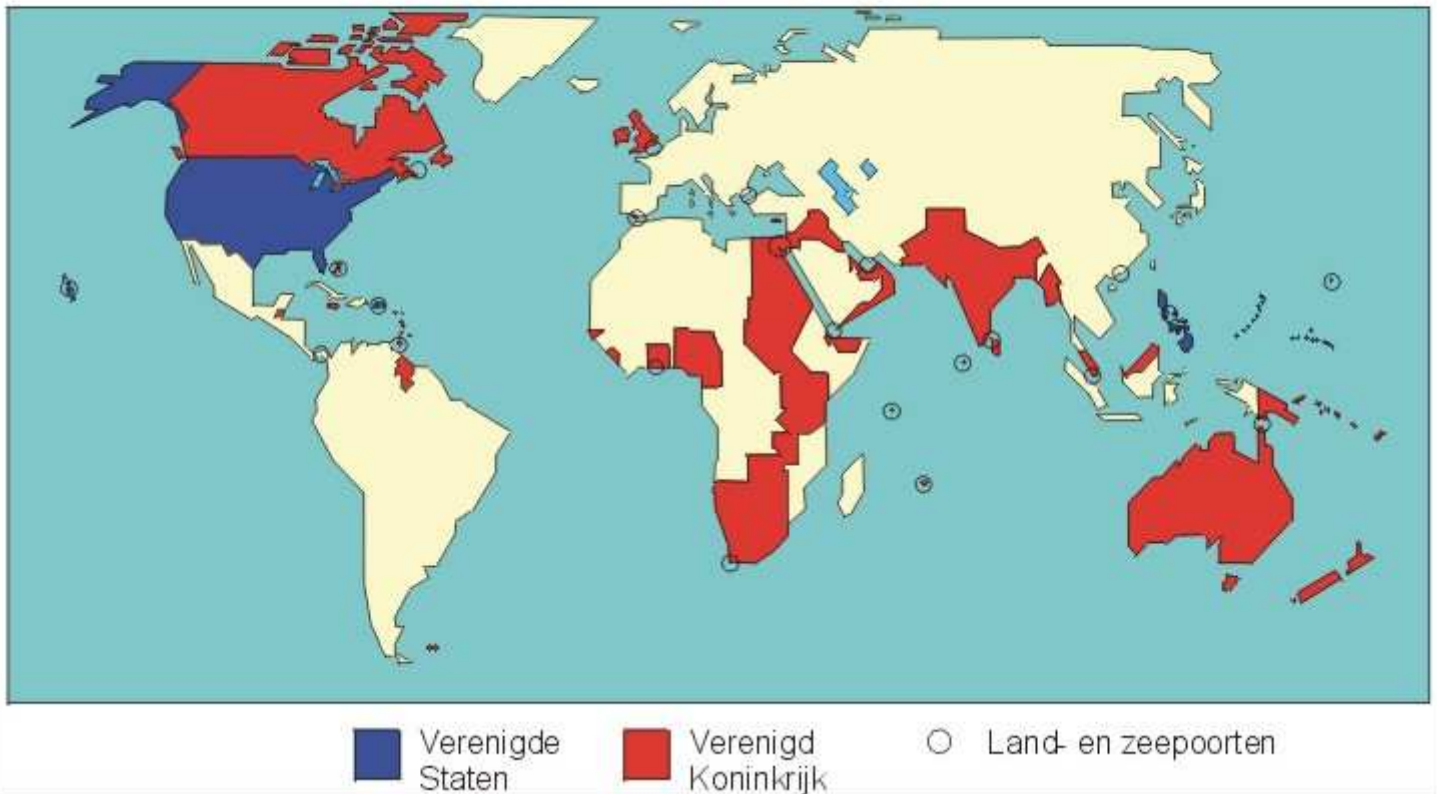 Verenigde
Staten
Verenigd
Koninkrijk
Land- en zeepoorten